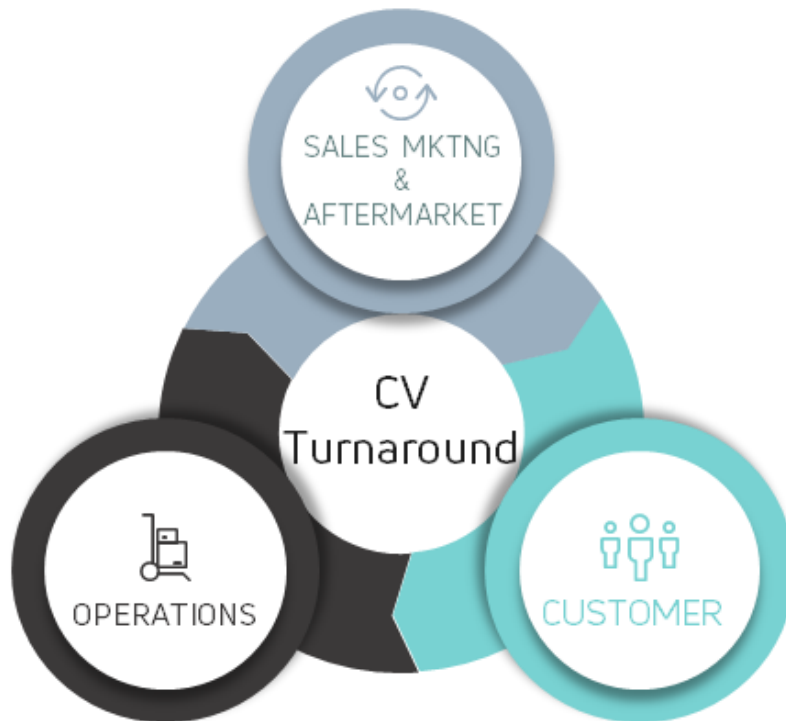 SALES MKTNG
&
AFTERMARKET
CV
Turnaround
OPERATIONS
CUSTOMER